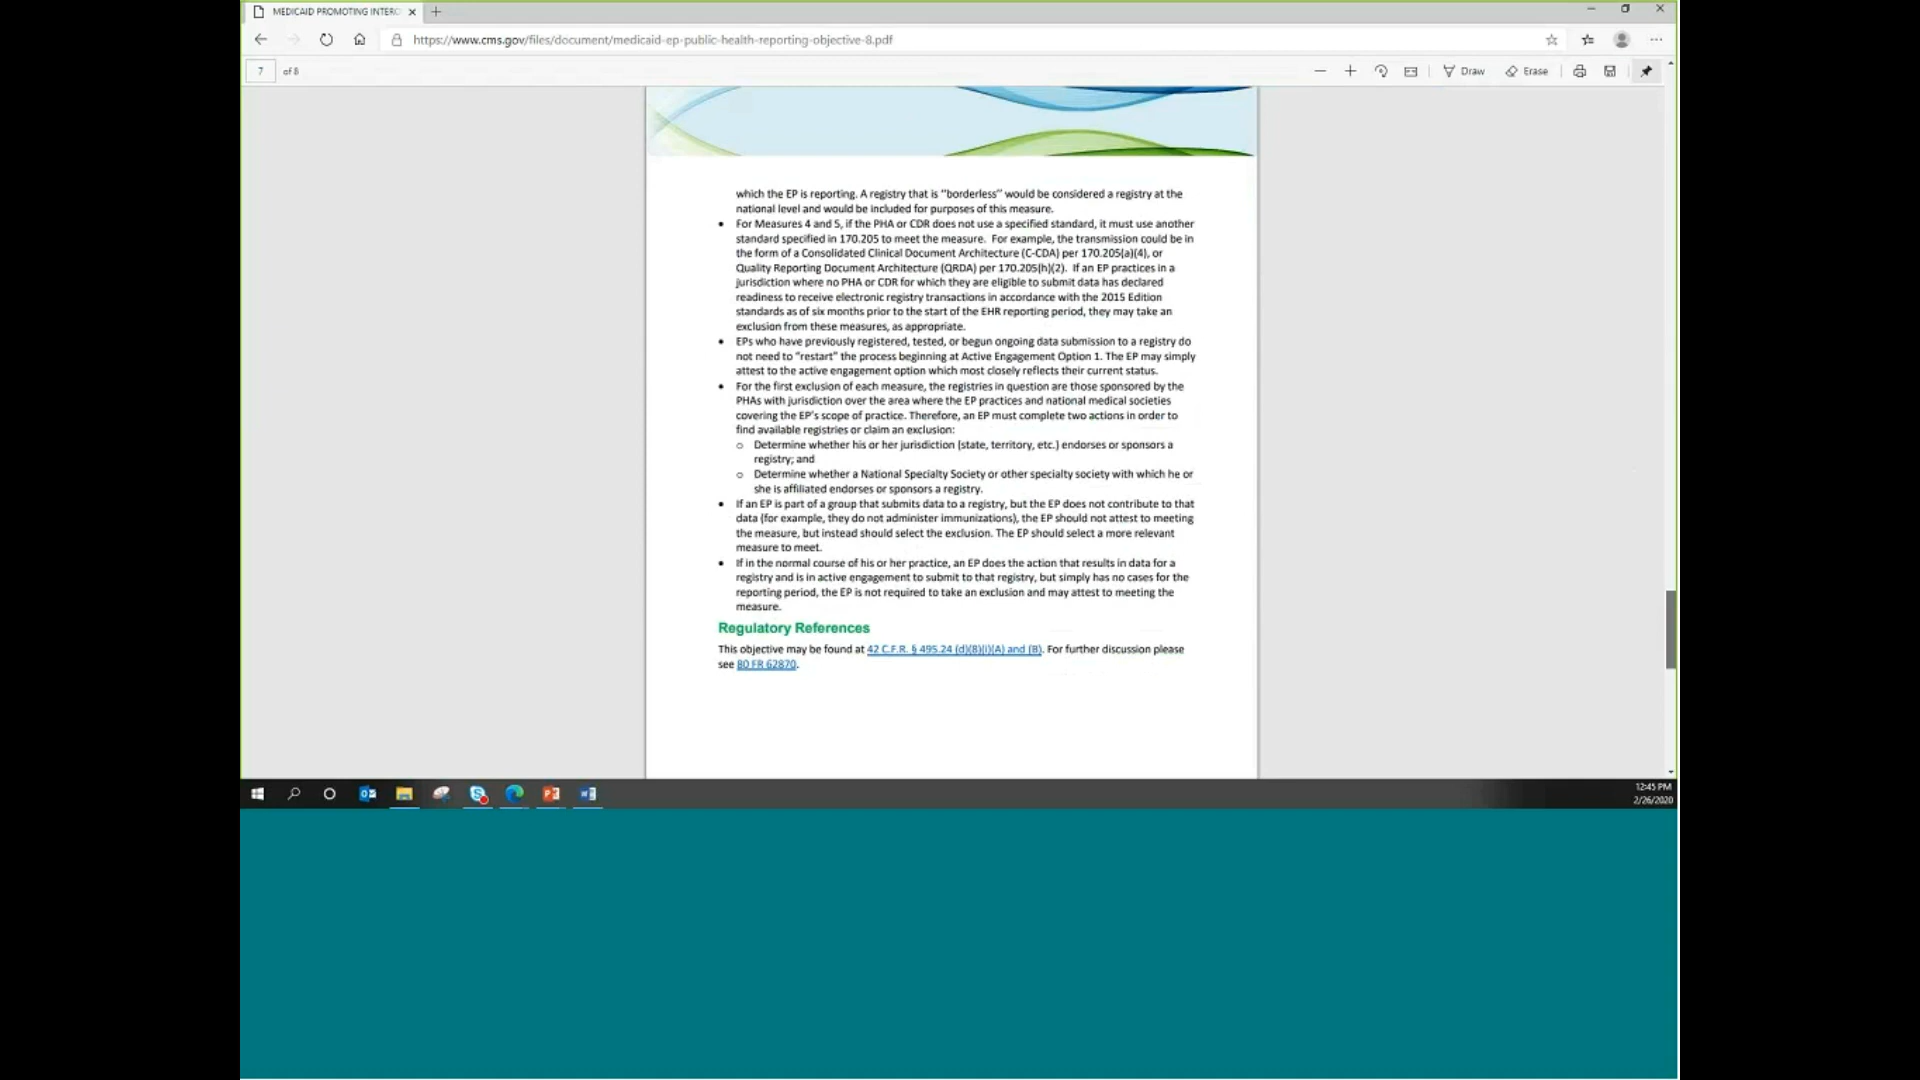 MEDICAID PROMOTING INTERO
https://www.cms.gov/files/document/medicaid-ep-public-health-reporting-objective-8.pdf
7 of 8
Draw
Erase
which the EP is reporting. A registry that is "borderless" would be considered a registry at the
national level and would be included for purposes of this measure.
• For Measures 4 and 5, if the PHA or CDR does not use a specified standard, it must use another
standard specified in 170.205 to meet the measure. For example, the transmission could be in
the form of a Consolidated Clinical Document Architecture (C-CDA) per 170.205(a)(4), or
Quality Reporting Document Architecture (QRDA) per 170.205(h)(2). If an EP practices in a
jurisdiction where no PHA or CDR for which they are eligible to submit data has declared
readiness to receive electronic registry transactions in accordance with the 2015 Edition
standards as of six months prior to the start of the EHR reporting period, they may take an
exclusion from these measures, as appropriate.
• EPs who have previously registered, tested, or begun ongoing data submission to a registry do
not need to "restart" the process beginning at Active Engagement Option 1. The EP may simply
attest to the active engagement option which most closely reflects their current status.
• For the first exclusion of each measure, the registries in question are those sponsored by the
PHAs with jurisdiction over the area where the EP practices and national medical societies
covering the EP's scope of practice. Therefore, an EP must complete two actions in order to
find available registries or claim an exclusion:
o Determine whether his or her jurisdiction (state, territory, etc.) endorses or sponsors a
registry; and
o Determine whether a National Specialty Society or other specialty society with which he or
she is affiliated endorses or sponsors a registry.
• If an EP is part of a group that submits data to a registry, but the EP does not contribute to that
data (for example, they do not administer immunizations), the EP should not attest to meeting
the measure, but instead should select the exclusion. The EP should select a more relevant
measure to meet.
• If in the normal course of his or her practice, an EP does the action that results in data for a
registry and is in active engagement to submit to that registry, but simply has no cases for the
reporting period, the EP is not required to take an exclusion and may attest to meeting the
measure.
Regulatory References
This objective may be found at 42 C.F.R. § 495.24 (d)(8)(i)(A) and (B). For further discussion please
see 80 FR 62870.
12:45 PM
2/26/2020